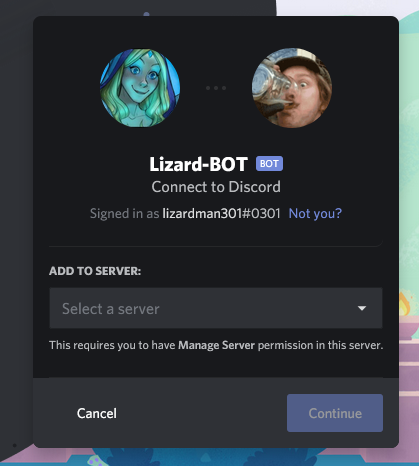 Lizard-BOT BOT
Connect to Discord
Signed in as lizardman301#0301 Not you?
ADD TO SERVER:
Select a server
This requires you to have Manage Server permission in this server.
Cancel Continue